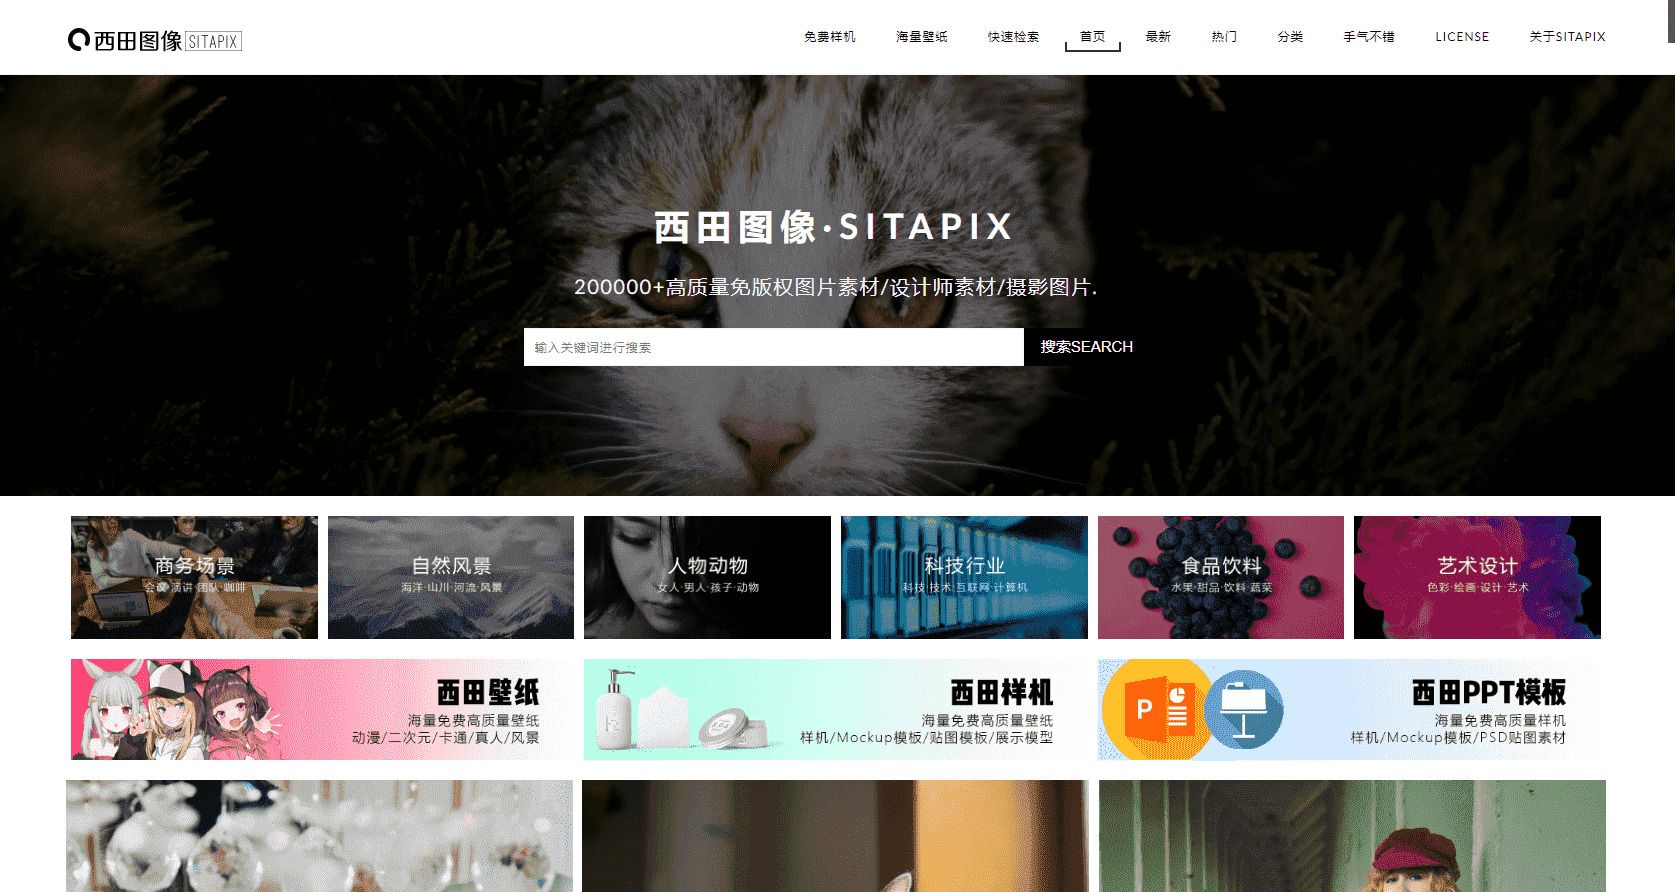 西田图像 SITAPIX
免费样机 海量壁纸 快速检索 首页 最新 热门 分类 手气不错 LICENSE 关于SITAPIX
西田图像·SITAPIX
200000+高质量免版权图片素材/设计师素材/摄影图片.
输入关键词进行搜索 搜索SEARCH
商务场景
会议·演讲·团队·咖啡
自然风景
海洋·山川·河流·风景
人物动物
女人·男人·孩子·动物
科技行业
科技·技术·互联网·计算机
食品饮料
水果·甜品·饮料·蔬菜
艺术设计
色彩·绘画·设计·艺术
西田壁纸
海量免费高质量壁纸
动漫/二次元/卡通/真人/风景
西田样机
海量免费高质量样机
样机/Mockup模板/贴图模板/展示模型
P
西田PPT模板
海量免费高质量样机
样机/Mockup模板/PSD贴图素材